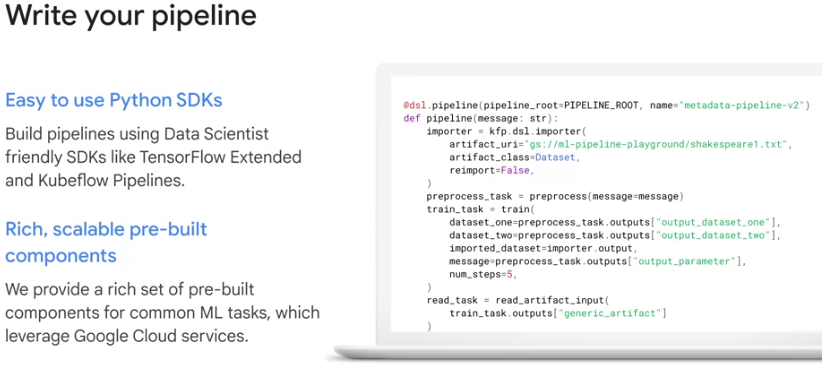 Write your pipeline
Easy to use Python SDKs
Build pipelines using Data Scientist
friendly SDKs like TensorFlow Extended
and Kubeflow Pipelines.
Rich, scalable pre-built
components
We provide a rich set of pre-built
components for common ML tasks, which
leverage Google Cloud services.
@dsl.pipeline(pipeline_root=PIPELINE_ROOT, name="metadata-pipeline-v2")
def pipeline(message: str):
    importer = kfp.dsl.importer(
        artifact_uri="gs://ml-pipeline-playground/shakespeare1.txt",
        artifact_class=Dataset,
        reimport=False,
    )
    preprocess_task = preprocess(message=message)
    train_task = train(
        dataset_one=preprocess_task.outputs["output_dataset_one"],
        dataset_two=preprocess_task.outputs["output_dataset_two"],
        imported_dataset=importer.output,
        message=preprocess_task.outputs["output_parameter"],
        num_steps=5,
    )
    read_task = read_artifact_input(
        train_task.outputs["generic_artifact"]
    )